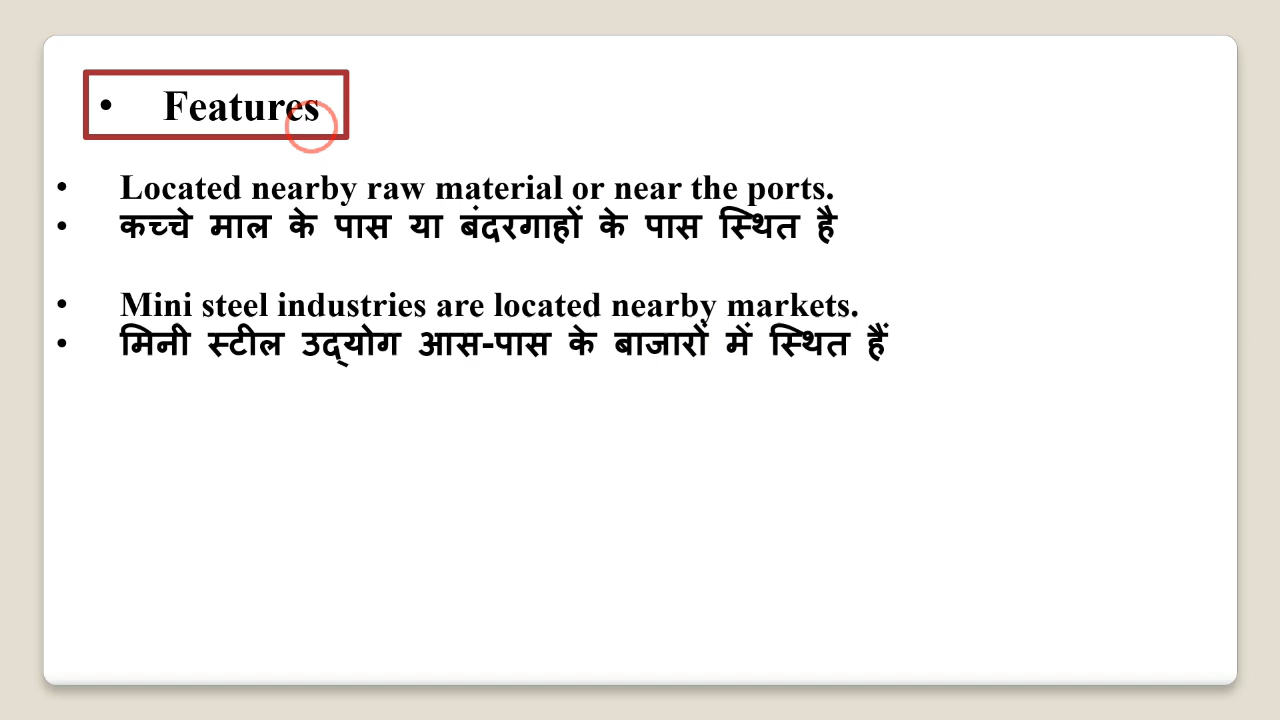 • Features
• Located nearby raw material or near the ports.
• कच्चे माल के पास या बंदरगाहों के पास स्थित है
• Mini steel industries are located nearby markets.
• मिनी स्टील उद्योग आस-पास के बाजारों में स्थित हैं